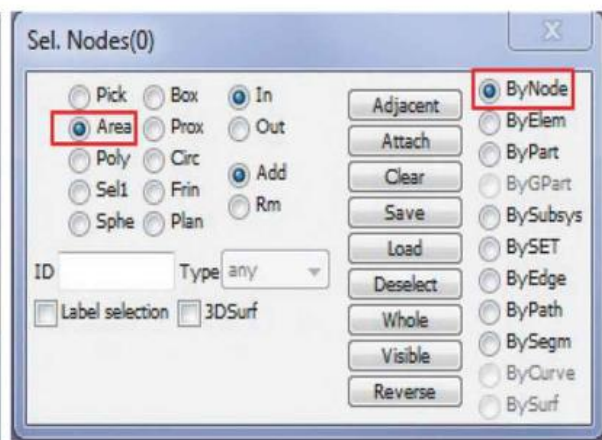 Sel. Nodes(0)
Pick Box In
Area Prox Out
Poly Circ
Add
Sel1 Frin
Rm
Sphe Plan
ID Type any
Label selection 3DSurf
Adjacent
Attach
Clear
Save
Load
Deselect
Whole
Visible
Reverse
ByNode
ByElem
ByPart
ByGPart
BySubsys
BySET
ByEdge
ByPath
BySegm
ByCurve
BySurf